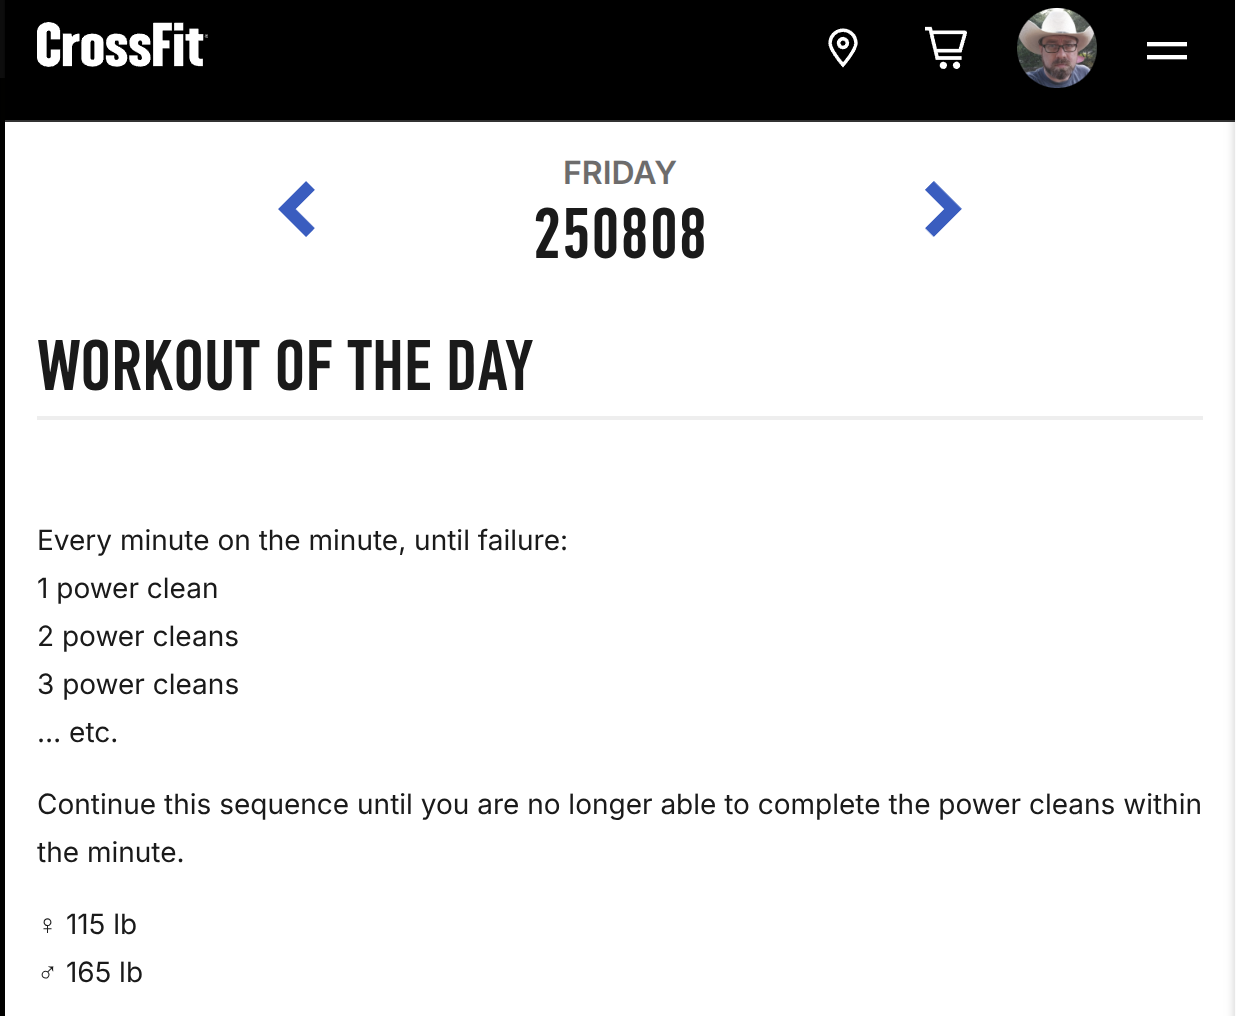 CrossFit
FRIDAY
250808
WORKOUT OF THE DAY
Every minute on the minute, until failure:
1 power clean
2 power cleans
3 power cleans
... etc.
Continue this sequence until you are no longer able to complete the power cleans within
the minute.
♀ 115 lb
♂ 165 lb